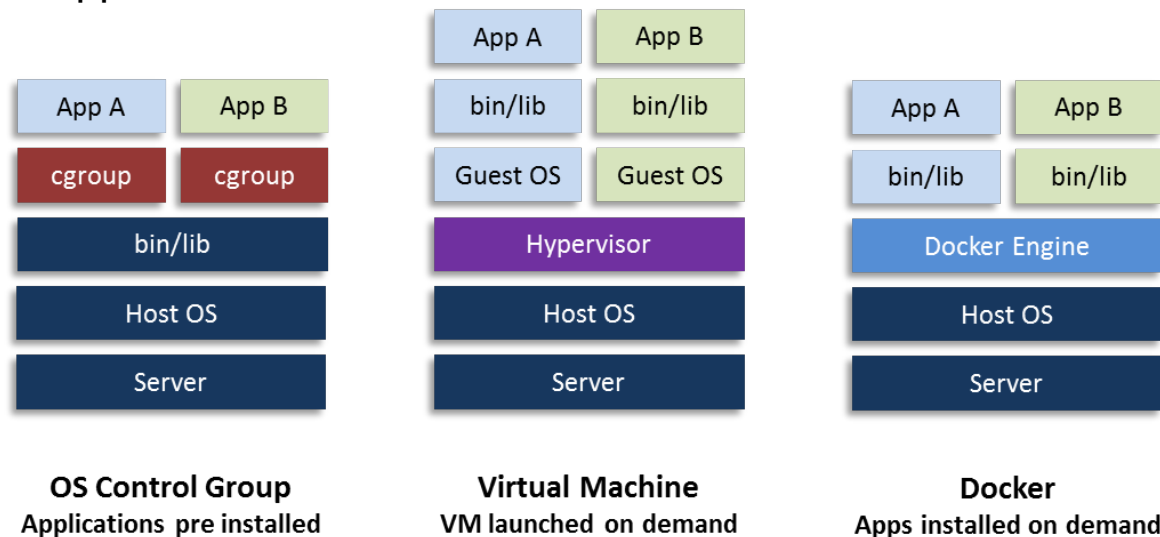 App A
App B
cgroup
cgroup
bin/lib
Host OS
Server
OS Control Group
Applications pre installed
App A
App B
bin/lib
bin/lib
Guest OS
Guest OS
Hypervisor
Host OS
Server
Virtual Machine
VM launched on demand
App A
App B
bin/lib
bin/lib
Docker Engine
Host OS
Server
Docker
Apps installed on demand